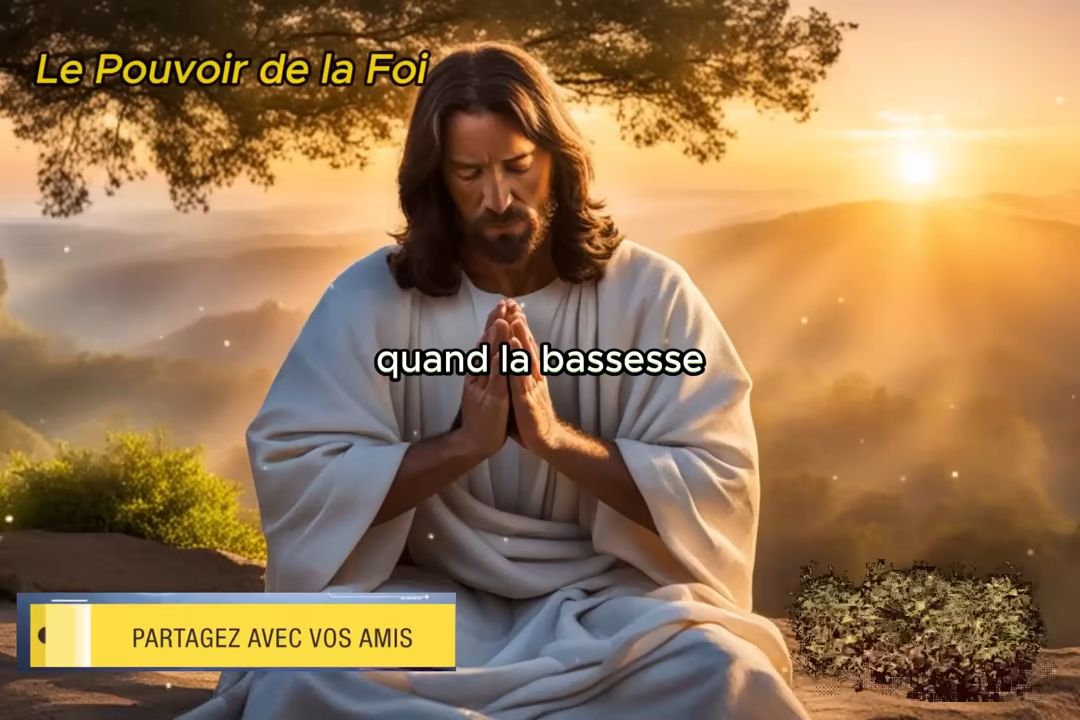 Le Pouvoir de la Foi
quand la bassesse
PARTAGEZ AVEC VOS AMIS